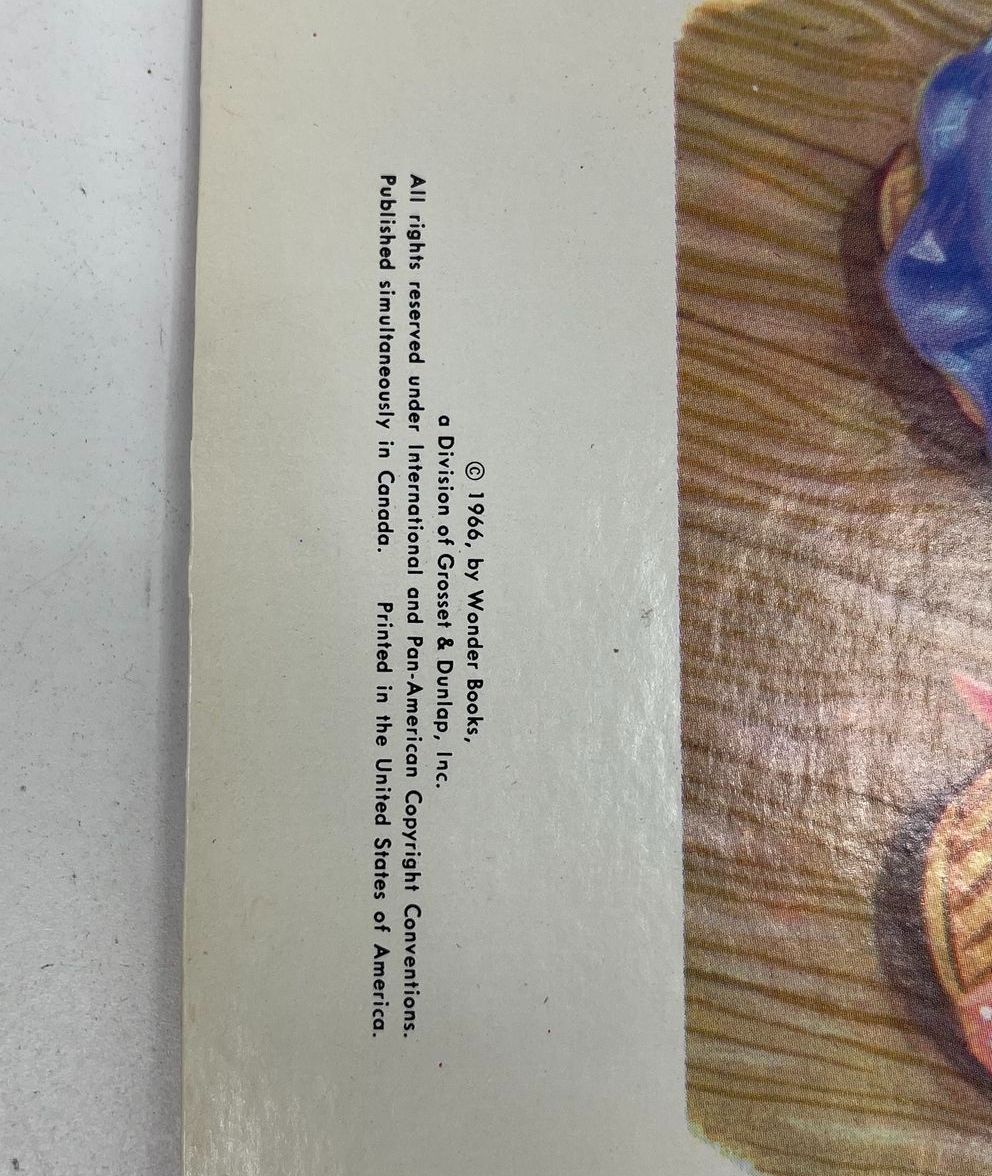 © 1966, by Wonder Books,
a Division of Grosset & Dunlap, Inc.
All rights reserved under International and Pan-American Copyright Conventions.
Published simultaneously in Canada. Printed in the United States of America.